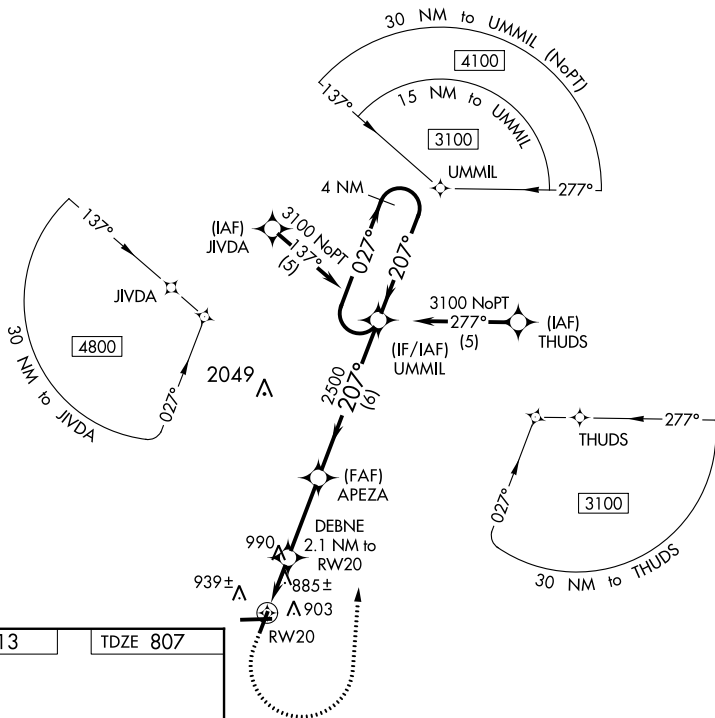 30 NM to UMMIL (NoPT)
4100
137°
15 NM to UMMIL
3100
UMMIL
277°
4 NM
(IAF)
JIVDA
3100 NoPT
137°
(5)
027°
207°
137°
JIVDA
4800
027°
30 NM to JIVDA
3100 NoPT
277°
(5)
(IAF)
THUDS
(IF/IAF)
UMMIL
2049
2500
207°
(6)
THUDS
277°
027°
3100
30 NM to THUDS
(FAF)
APEZA
DEBNE
2.1 NM to
RW20
990
939±
885±
903
RW20
13
TDZE 807